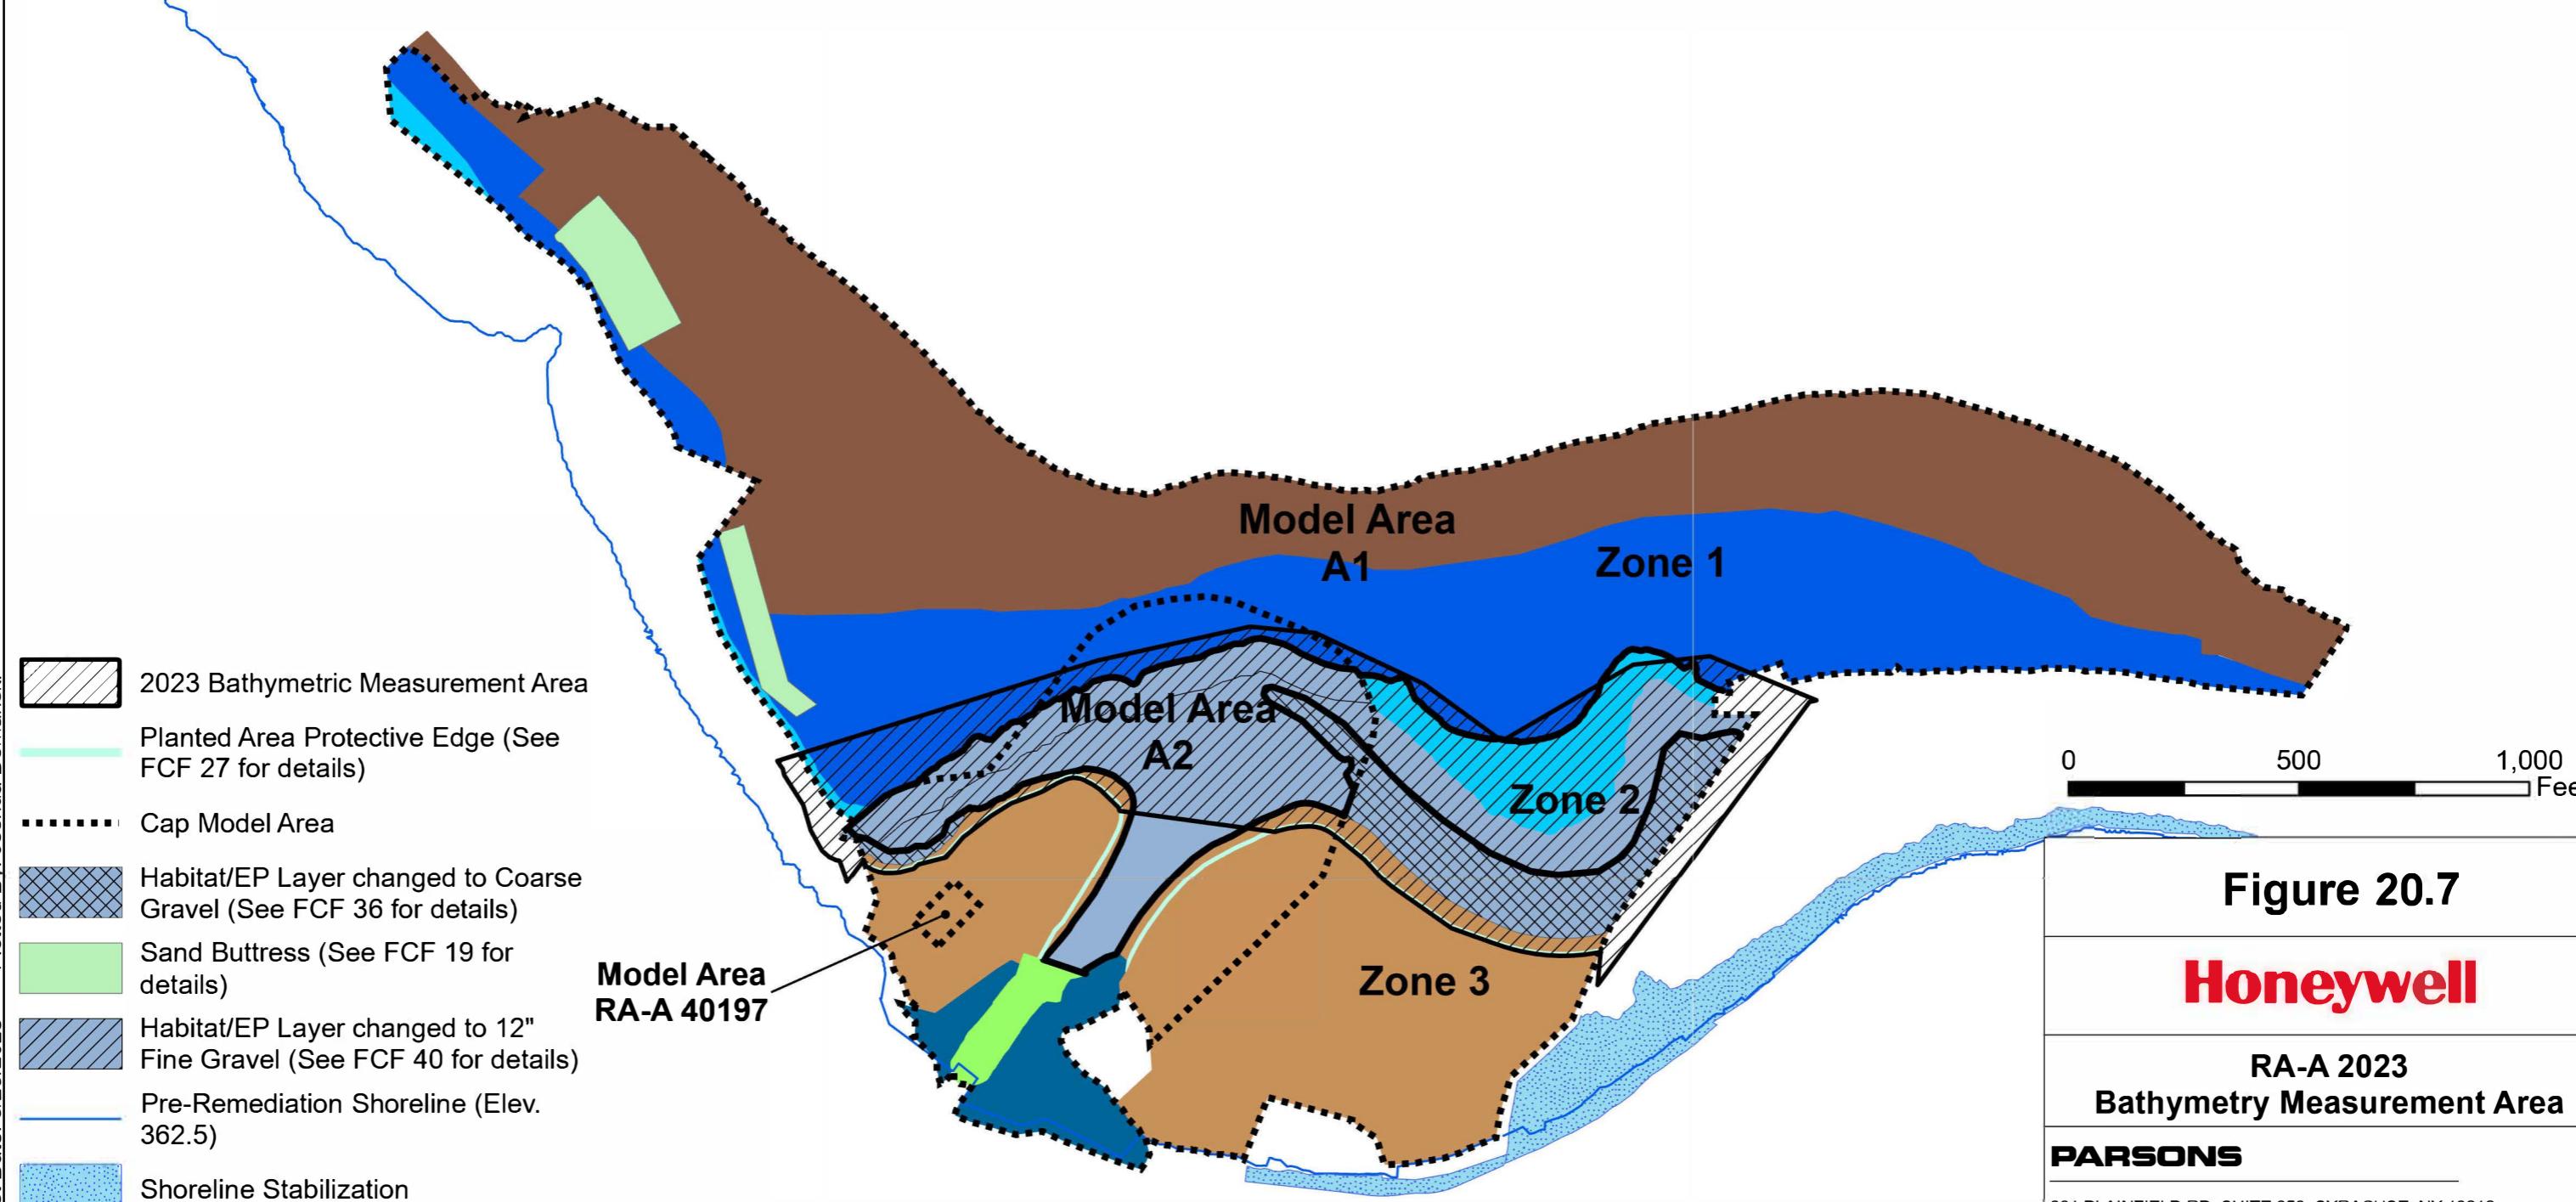 Model Area
A1
Zone 1
Model Area
A2
Zone 2
Zone 3
Model Area
RA-A 40197
2023 Bathymetric Measurement Area
Planted Area Protective Edge (See
FCF 27 for details)
Cap Model Area
Habitat/EP Layer changed to Coarse
Gravel (See FCF 36 for details)
Sand Buttress (See FCF 19 for
details)
Habitat/EP Layer changed to 12"
Fine Gravel (See FCF 40 for details)
Pre-Remediation Shoreline (Elev.
362.5)
Shoreline Stabilization
0 500 1,000
Fee
Figure 20.7
Honeywell
RA-A 2023
Bathymetry Measurement Area
PARSONS